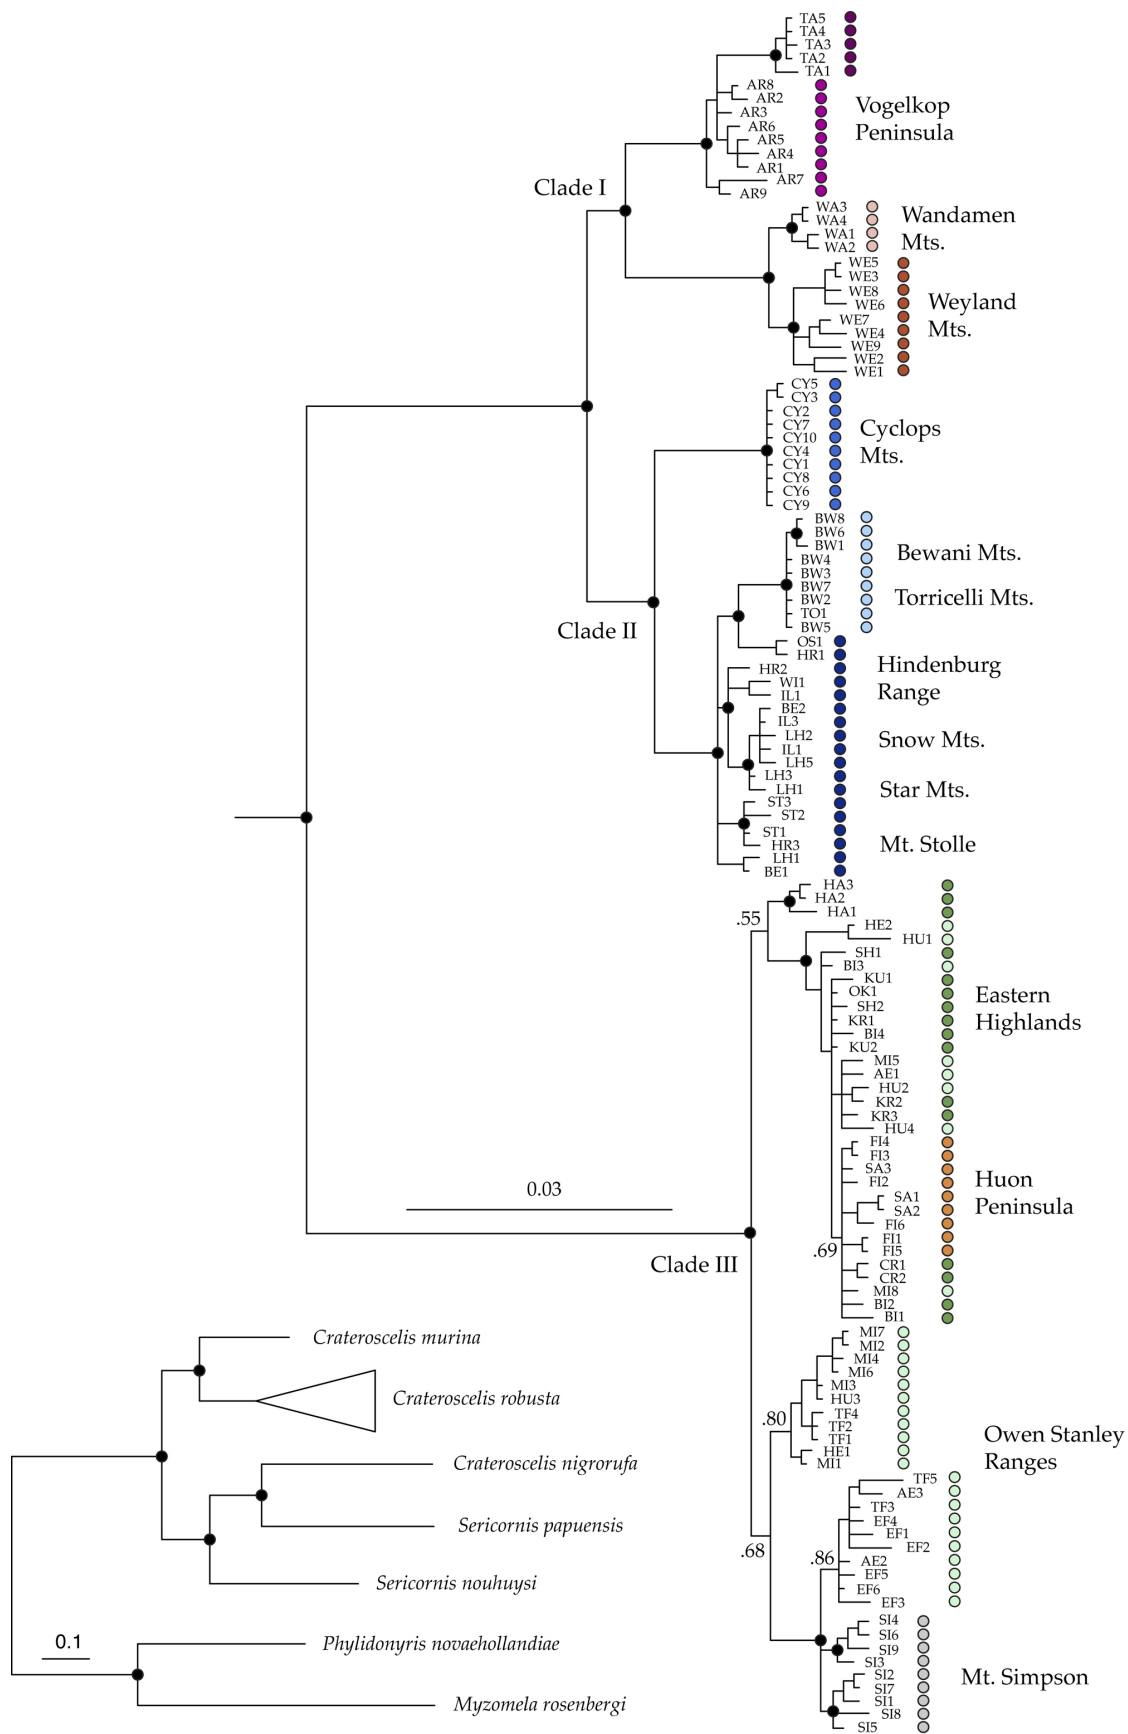 TA5
TA4
TA3
TA2
TA1
AR8
AR2
AR3
AR6
AR5
AR4
AR1
AR7
AR9
Vogelkop
Peninsula
Clade I
WA3
WA4
WA1
WA2
Wandamen
Mts.
WE5
WE3
WE8
WE6
WE7
WE4
WE9
WE2
WE1
Weyland
Mts.
CY5
CY3
CY2
CY7
CY10
CY4
CY1
CY8
CY6
CY9
Cyclops
Mts.
BW8
BW6
BW1
BW4
BW3
BW7
BW2
TO1
BW5
Bewani Mts.
Torricelli Mts.
Clade II
OS1
HR1
HR2
WI1
IL1
BE2
IL3
LH2
IL1
LH5
LH3
LH1
ST3
ST2
ST1
HR3
LH1
BE1
Hindenburg
Range
Snow Mts.
Star Mts.
Mt. Stolle
HA3
HA2
HA1
.55
HE2
HU1
SH1
BI3
KU1
OK1
SH2
KR1
BI4
KU2
MI5
AE1
HU2
KR2
KR3
HU4
Eastern
Highlands
FI4
FI3
SA3
FI2
SA1
SA2
FI6
FI1
FI5
CR1
CR2
MI8
BI2
BI1
Huon
Peninsula
.69
0.03
Clade III
MI7
MI2
MI4
MI6
MI3
HU3
TF4
TF2
TF1
HE1
MI1
.80
Owen Stanley
Ranges
TF5
AE3
TF3
EF4
EF1
EF2
AE2
EF5
EF6
EF3
.68
.86
SI4
SI6
SI9
SI3
SI2
SI7
SI1
SI8
SI5
Mt. Simpson
Crateroscelis murina
Crateroscelis robusta
Crateroscelis nigrorufa
Sericornis papuensis
Sericornis nouhuysi
0.1
Phylidonyris novaehollandiae
Myzomela rosenbergi